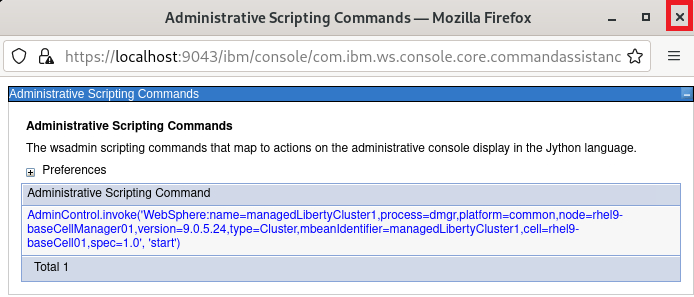 Administrative Scripting Commands — Mozilla Firefox
https://localhost:9043/ibm/console/com.ibm.ws.console.core.commandassistanc
Administrative Scripting Commands
Administrative Scripting Commands
The wsadmin scripting commands that map to actions on the administrative console display in the Jython language.
Preferences
Administrative Scripting Command
AdminControl.invoke('WebSphere:name=managedLibertyCluster1,process=dmgr,platform=common,node=rhel9-
baseCellManager01,version=9.0.5.24,type=Cluster,mbeanIdentifier=managedLibertyCluster1,cell=rhel9-
baseCell01,spec=1.0', 'start')
Total 1